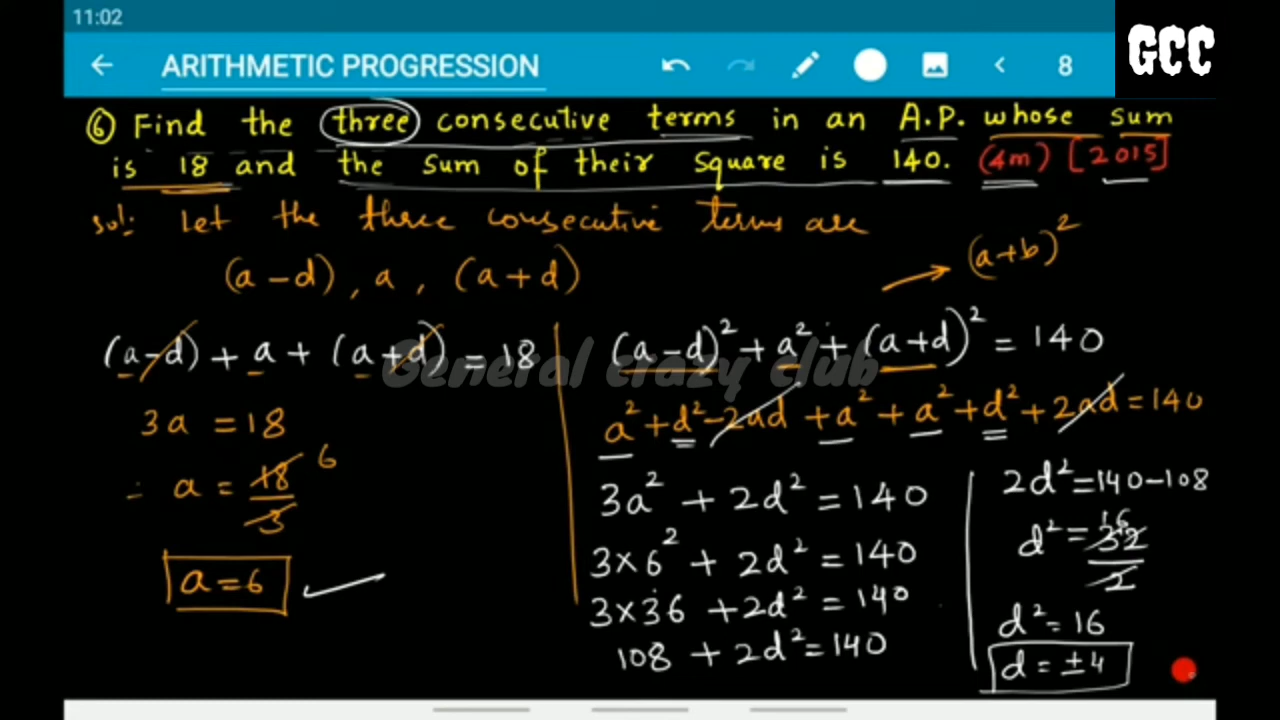 11:02
ARITHMETIC PROGRESSION
8
GCC
⑥ Find the three consecutive terms in an A.P. whose sum
is 18 and the sum of their square is 140. (4m) [2015]
Sol: Let the three consecutive terms are
(a-d), a, (a+d)
(a+b)²
(a-d) + a + (a+d) = 18
3a = 18
a = 18/3 6
a = 6
(a-d)² + a² + (a+d)² = 140
a² + d² - 2ad + a² + a² + d² + 2ad = 140
3a² + 2d² = 140
3×6² + 2d² = 140
3×36 + 2d² = 140
108 + 2d² = 140
2d² = 140-108
d² = 32/2 16
d² = 16
d = ±4
General crazy club